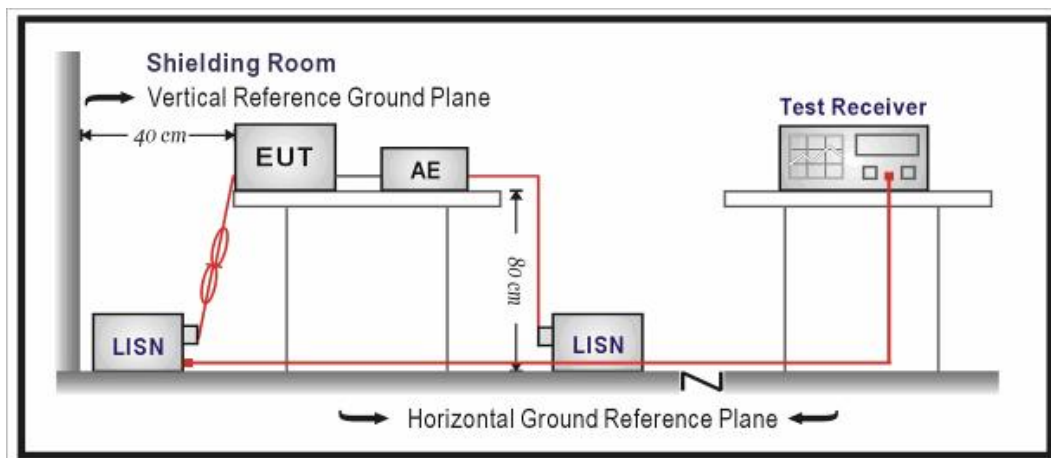 Shielding Room
Vertical Reference Ground Plane
40 cm
EUT
AE
Test Receiver
80 cm
LISN
LISN
Horizontal Ground Reference Plane